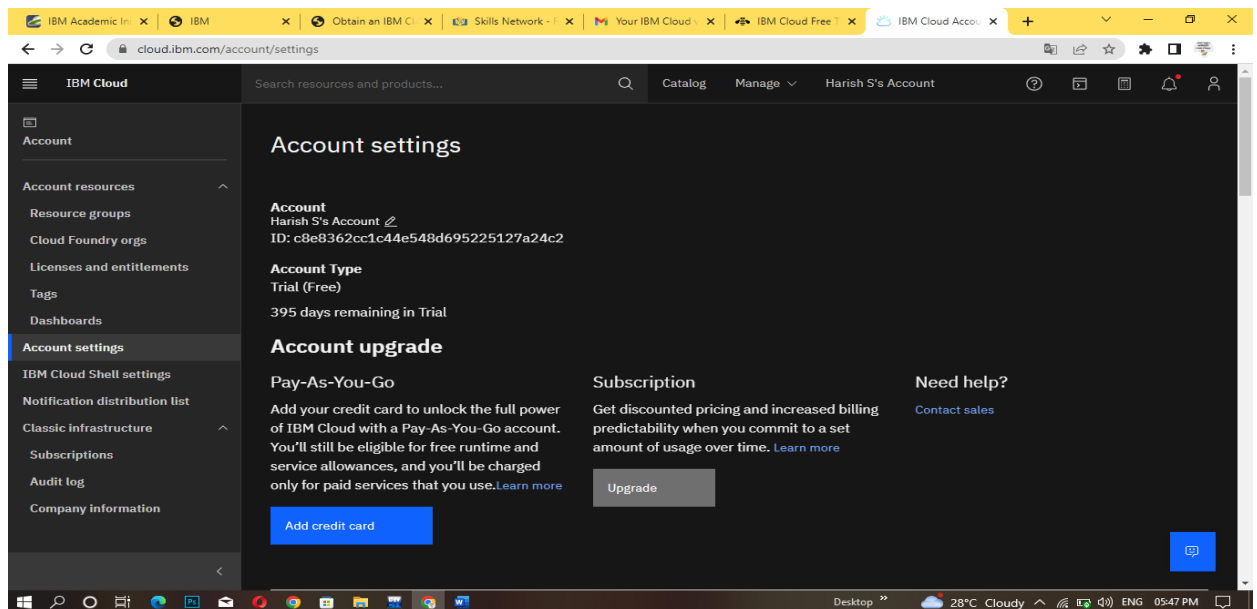 IBM Academic Ini
IBM
Obtain an IBM Cl
Skills Network - F
Your IBM Cloud
IBM Cloud Free T
IBM Cloud Accou
cloud.ibm.com/account/settings
IBM Cloud
Search resources and products...
Catalog
Manage
Harish S's Account
Account
Account resources
Resource groups
Cloud Foundry orgs
Licenses and entitlements
Tags
Dashboards
Account settings
IBM Cloud Shell settings
Notification distribution list
Classic infrastructure
Subscriptions
Audit log
Company information
Account settings
Account
Harish S's Account
ID: c8e8362cc1c44e548d695225127a24c2
Account Type
Trial (Free)
395 days remaining in Trial
Account upgrade
Pay-As-You-Go
Add your credit card to unlock the full power
of IBM Cloud with a Pay-As-You-Go account.
You'll still be eligible for free runtime and
service allowances, and you'll be charged
only for paid services that you use.Learn more
Add credit card
Subscription
Get discounted pricing and increased billing
predictability when you commit to a set
amount of usage over time. Learn more
Upgrade
Need help?
Contact sales
Ps
W
Desktop
28°C Cloudy
ENG
05:47 PM